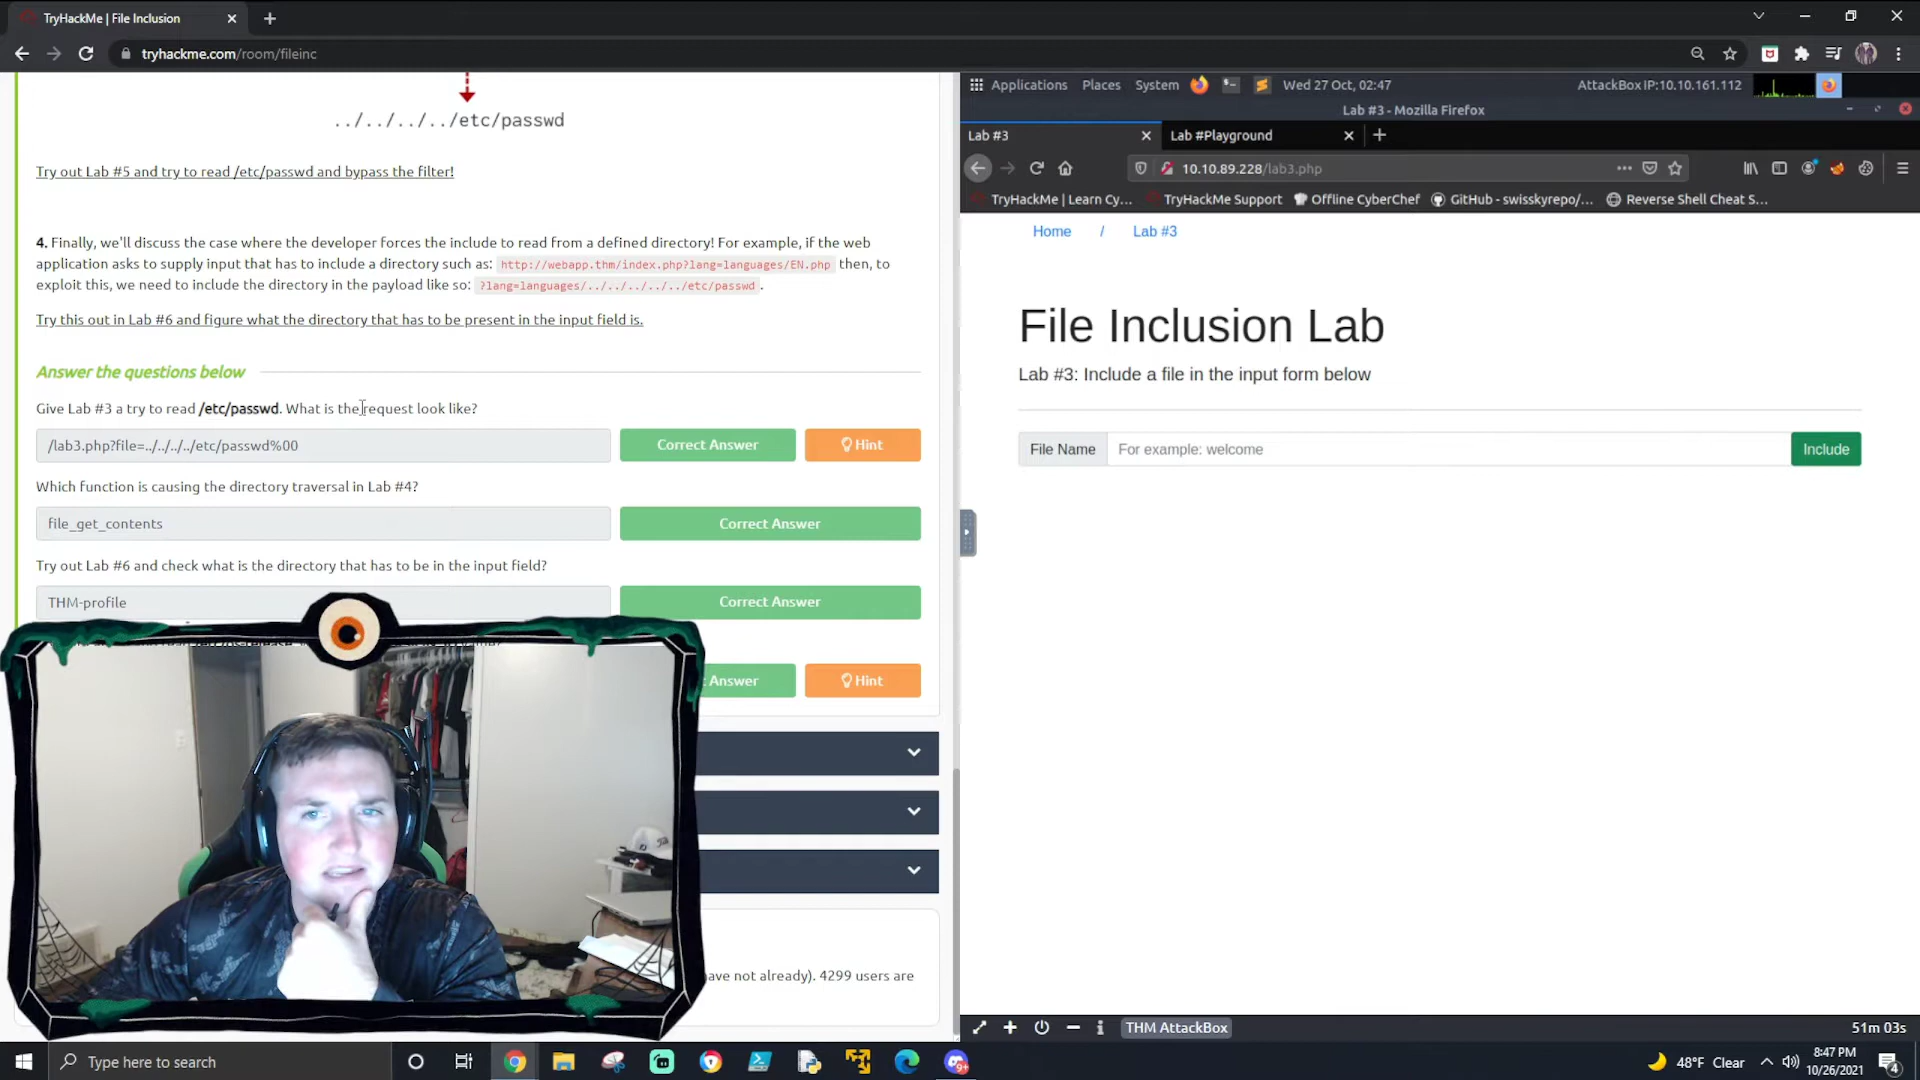 TryHackMe | File Inclusion
tryhackme.com/room/fileinc
../../../../etc/passwd
Try out Lab #5 and try to read /etc/passwd and bypass the filter!
4. Finally, we'll discuss the case where the developer forces the include to read from a defined directory! For example, if the web
application asks to supply input that has to include a directory such as: http://webapp.thm/index.php?lang=languages/EN.php then, to
exploit this, we need to include the directory in the payload like so: ?lang=languages/../../../../../etc/passwd .
Try this out in Lab #6 and figure what the directory that has to be present in the input field is.
Answer the questions below
Give Lab #3 a try to read /etc/passwd. What is the request look like?
/lab3.php?file=../../../../etc/passwd%00
Correct Answer
Hint
Which function is causing the directory traversal in Lab #4?
file_get_contents
Correct Answer
Try out Lab #6 and check what is the directory that has to be in the input field?
THM-profile
Correct Answer
Answer
Hint
have not already). 4299 users are
Applications Places System Wed 27 Oct, 02:47 AttackBox IP:10.10.161.112
Lab #3 - Mozilla Firefox
Lab #3
Lab #Playground
10.10.89.228/lab3.php
TryHackMe | Learn Cy... TryHackMe Support Offline CyberChef GitHub - swisskyrepo/... Reverse Shell Cheat S...
Home / Lab #3
File Inclusion Lab
Lab #3: Include a file in the input form below
File Name For example: welcome Include
THM AttackBox
51m 03s
Type here to search
9+
48°F Clear
8:47 PM
10/26/2021
4